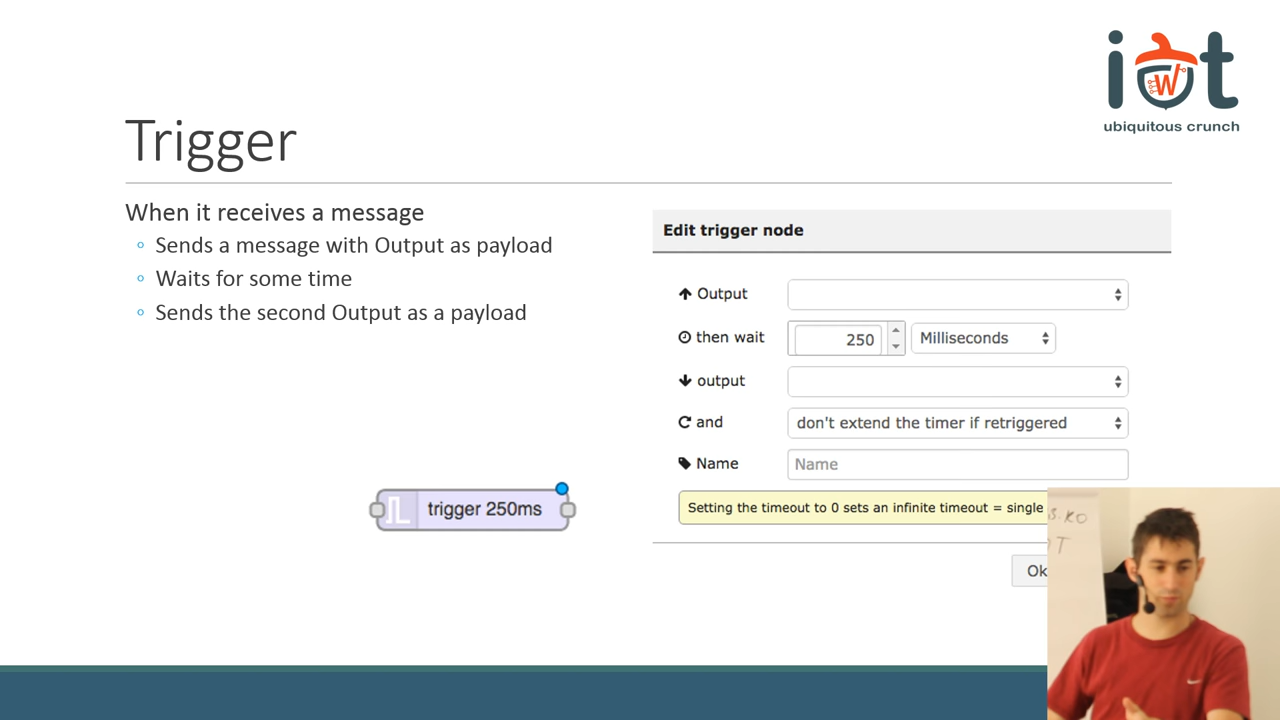 iot
ubiquitous crunch
Trigger
When it receives a message
Sends a message with Output as payload
Waits for some time
Sends the second Output as a payload
trigger 250ms
Edit trigger node
Output
then wait 250 Milliseconds
output
and don't extend the timer if retriggered
Name Name
Setting the timeout to 0 sets an infinite timeout = single
Ok